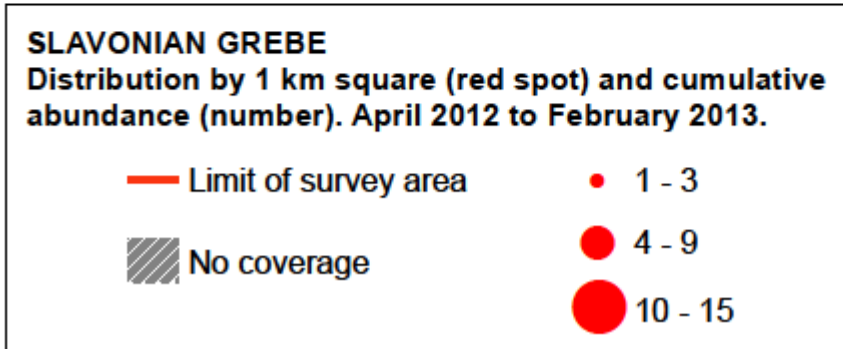 SLAVONIAN GREBE
Distribution by 1 km square (red spot) and cumulative
abundance (number). April 2012 to February 2013.
Limit of survey area
No coverage
1 - 3
4 - 9
10 - 15